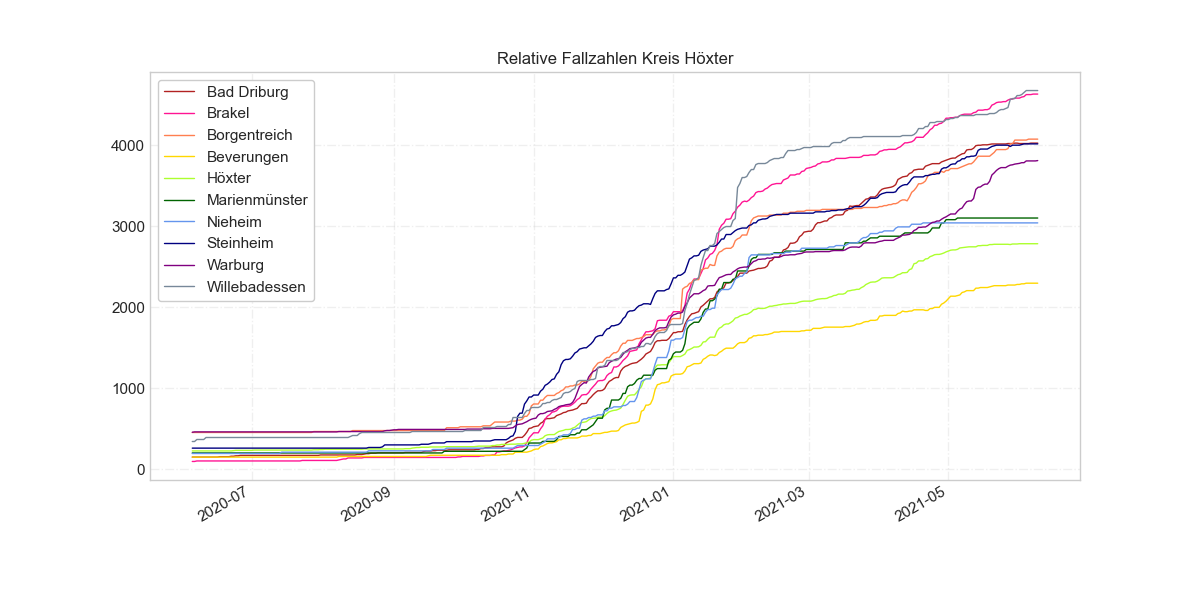 Relative Fallzahlen Kreis Höxter
Bad Driburg
Brakel
Borgentreich
Beverungen
Höxter
Marienmünster
Nieheim
Steinheim
Warburg
Willebadessen
4000
3000
2000
1000
0
2020-07
2020-09
2020-11
2021-01
2021-03
2021-05